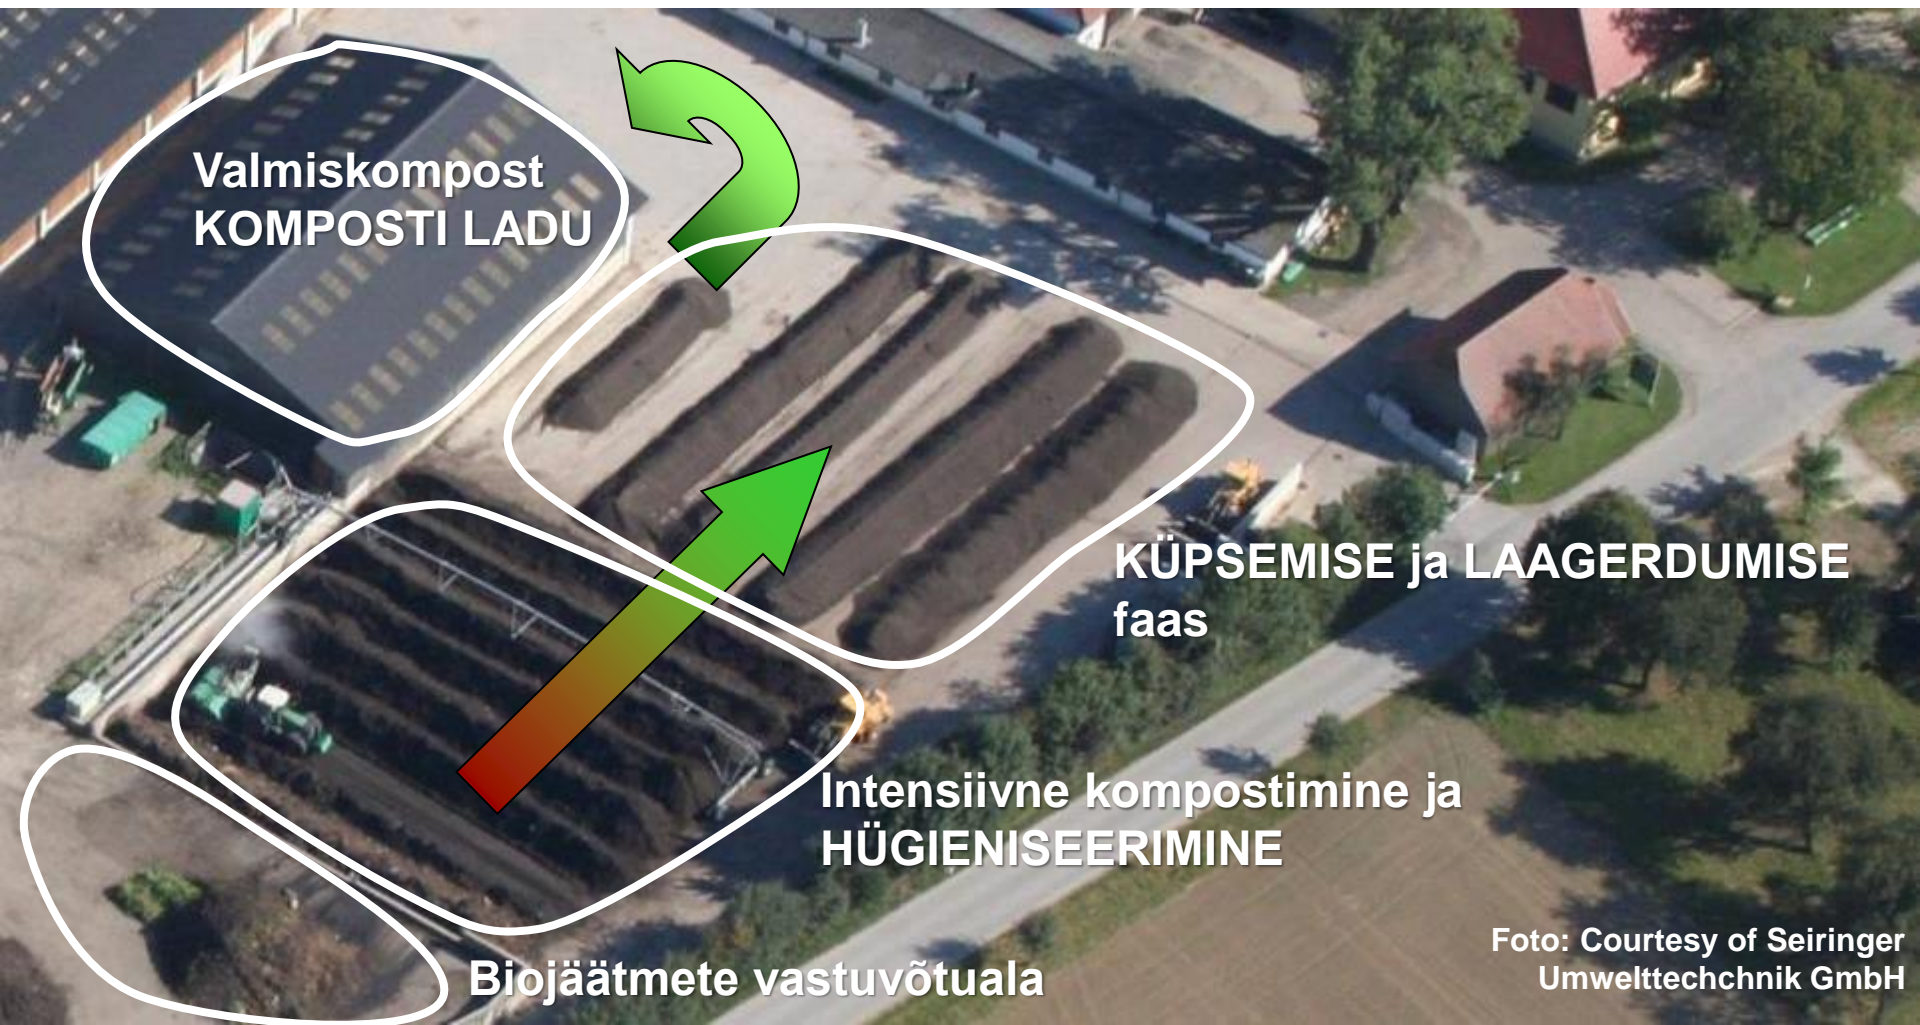 Valmiskompost
KOMPOSTI LADU
KÜPSEMISE ja LAAGERDUMISE
faas
Intensiivne kompostimine ja
HÜGIENISEERIMINE
Biojäätmete vastuvõtuala
Foto: Courtesy of Seiringer
Umwelttechchnik GmbH